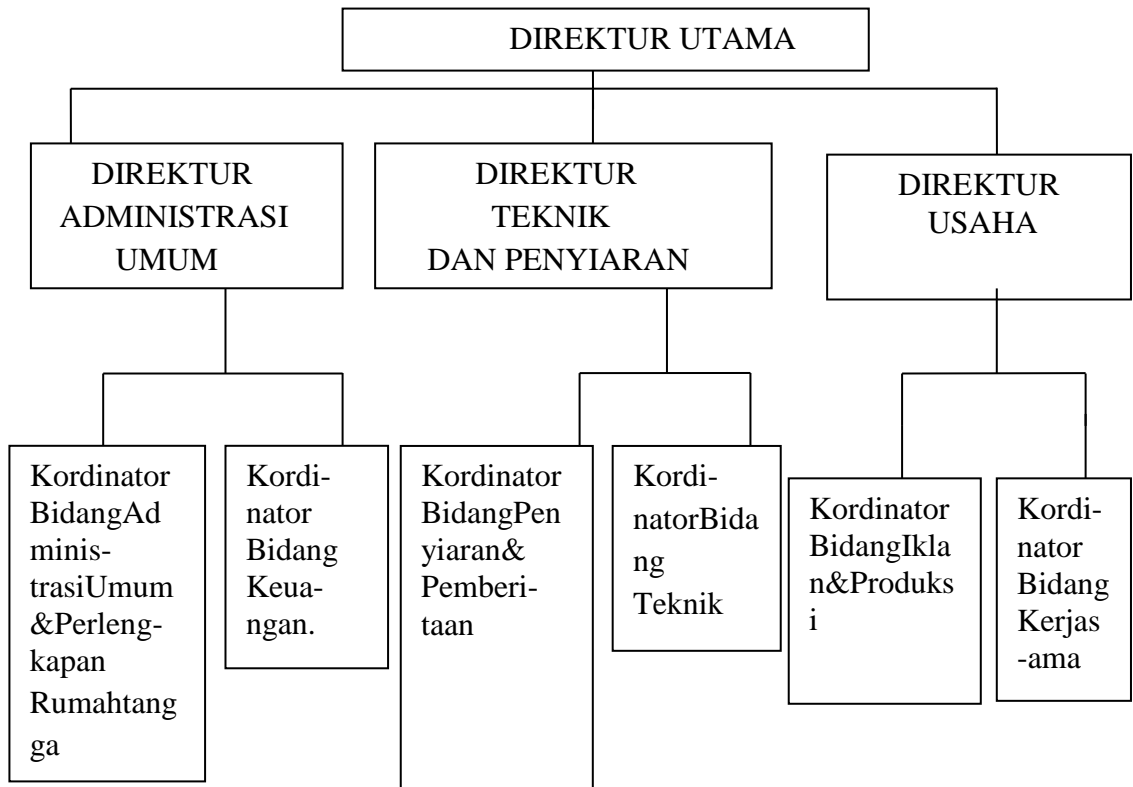 DIREKTUR UTAMA
DIREKTUR
ADMINISTRASI
UMUM
DIREKTUR
TEKNIK
DAN PENYIARAN
DIREKTUR
USAHA
Kordinator
BidangAd
minis-
trasiUmum
&Perleng-
kapan
Rumahtang
ga
Kordi-
nator
Bidang
Keua-
ngan.
Kordinator
BidangPen
yiaran&
Pemberi-
taan
Kordi-
natorBida
ng
Teknik
Kordinator
BidangIkla
n&Produks
i
Kordi-
nator
Bidang
Kerjas
-ama